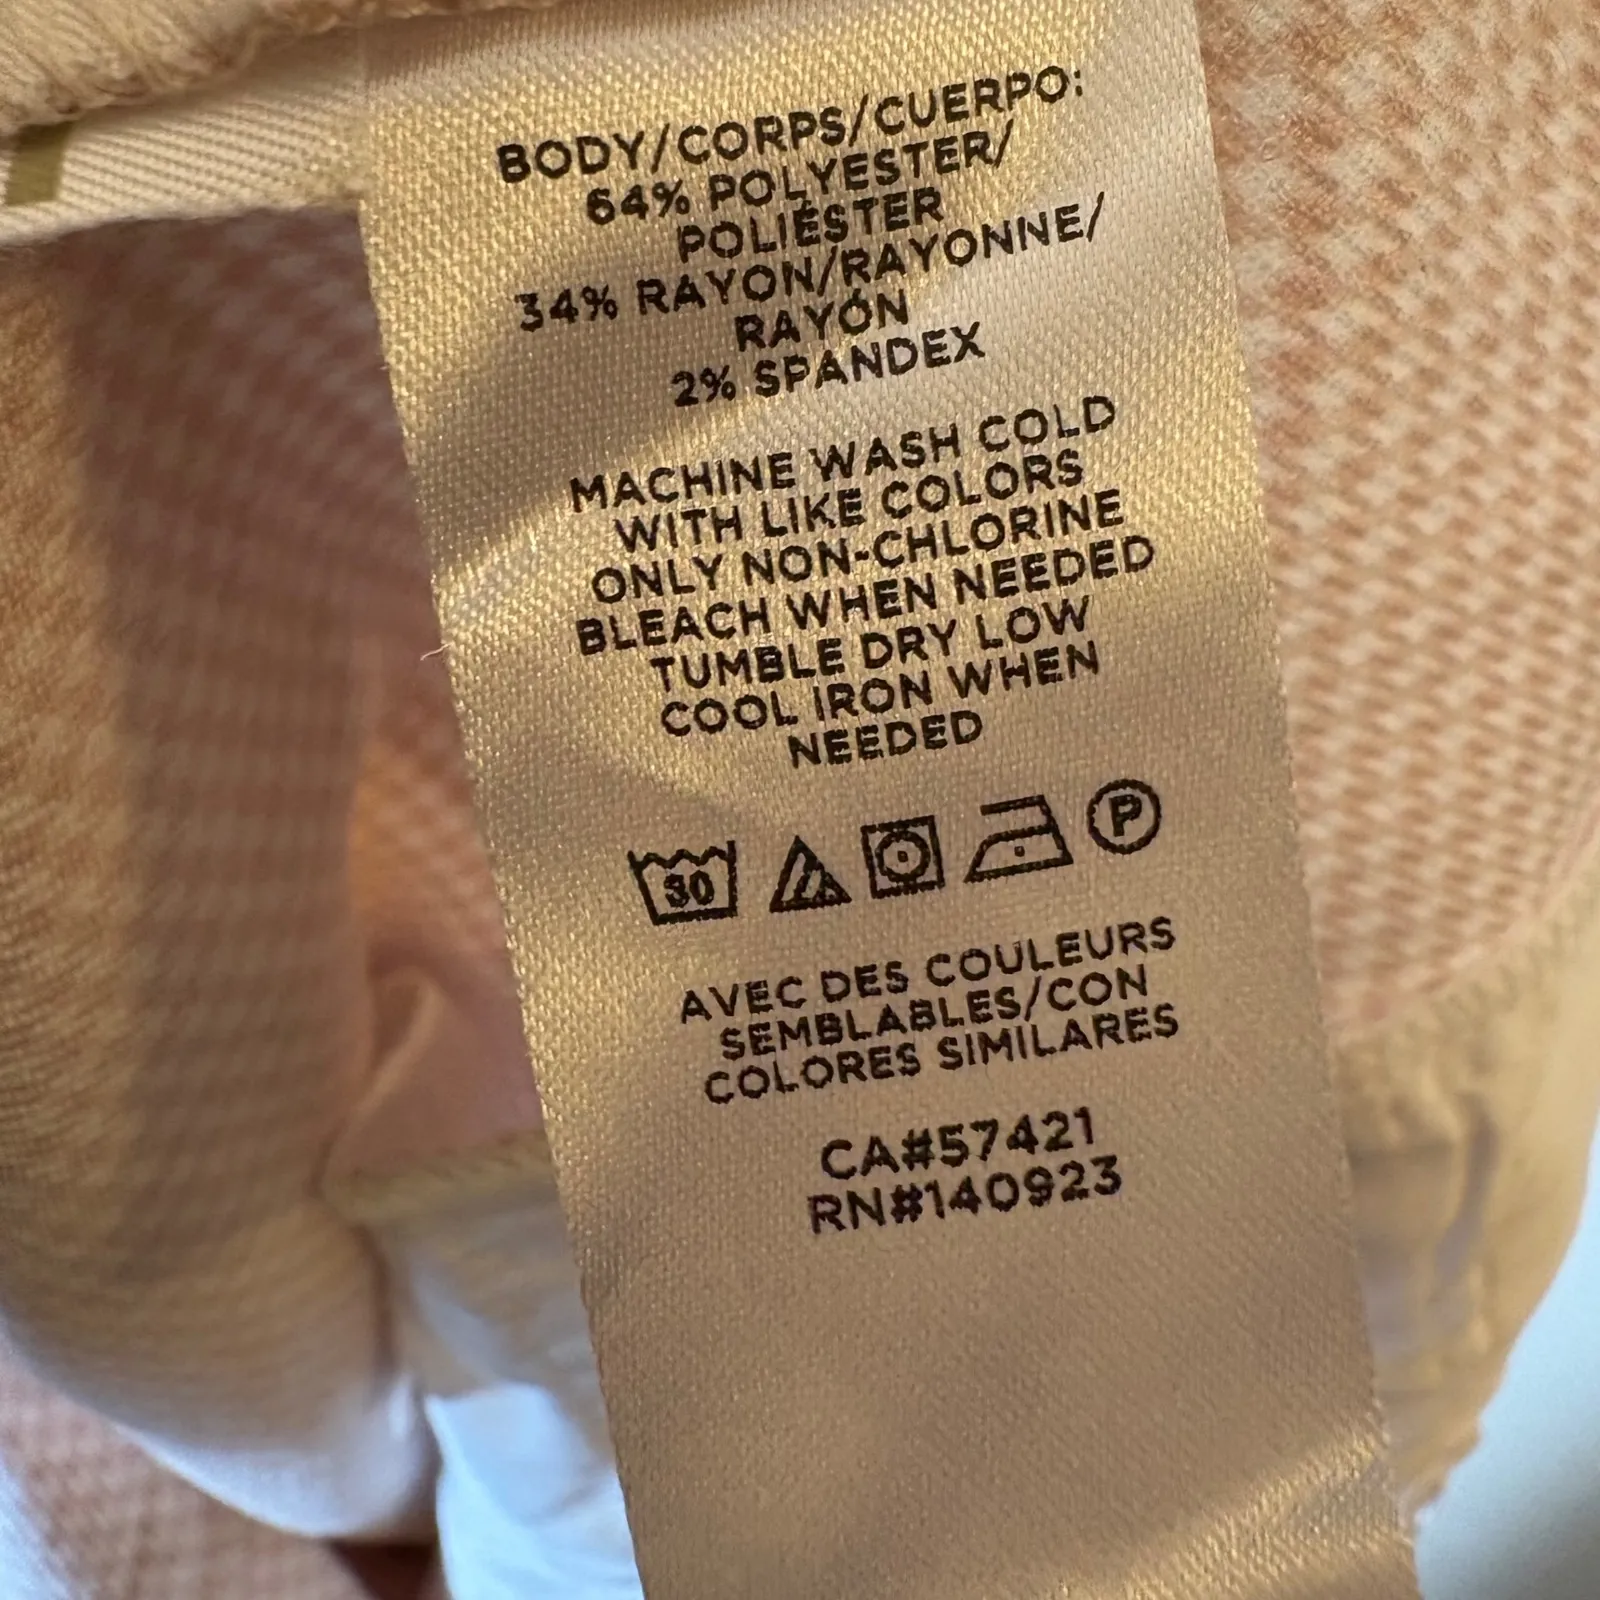 BODY/CORPS/CUERPO:
64% POLYESTER/
POLIÉSTER
34% RAYON/RAYONNE/
RAYÓN
2% SPANDEX
MACHINE WASH COLD
WITH LIKE COLORS
ONLY NON-CHLORINE
BLEACH WHEN NEEDED
TUMBLE DRY LOW
COOL IRON WHEN
NEEDED
30 P
AVEC DES COULEURS
SEMBLABLES/CON
COLORES SIMILARES
CA#57421
RN#140923